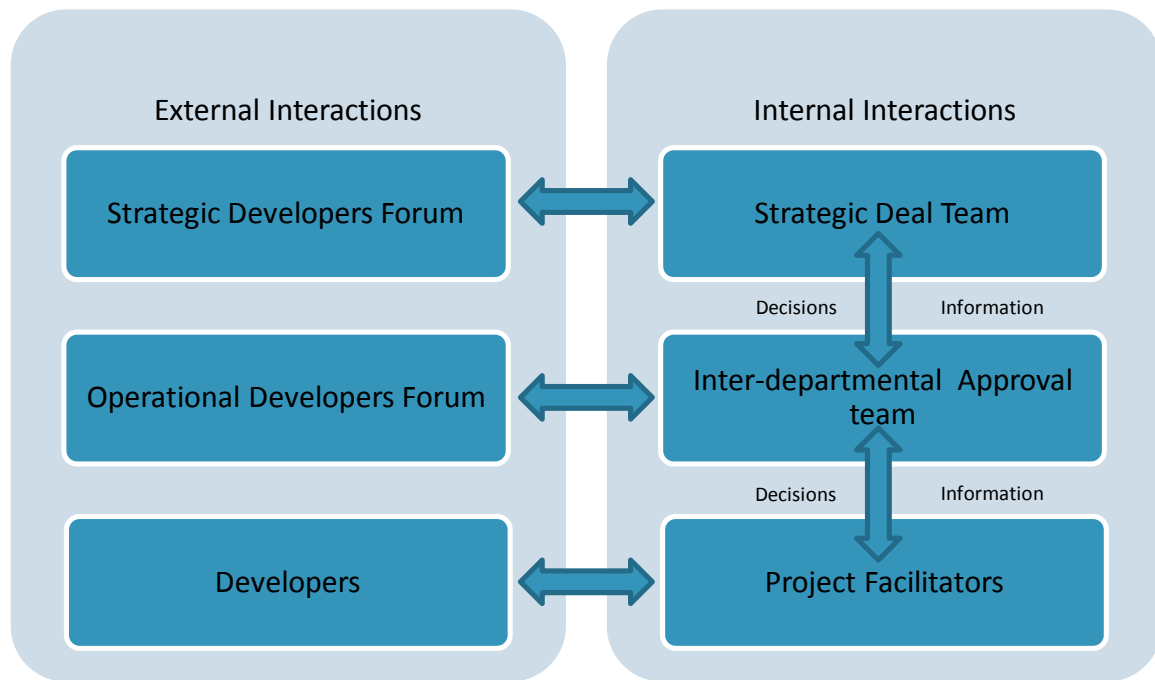 External Interactions
Strategic Developers Forum
Operational Developers Forum
Developers
Internal Interactions
Strategic Deal Team
Decisions
Information
Inter-departmental  Approval
team
Decisions
Information
Project Facilitators